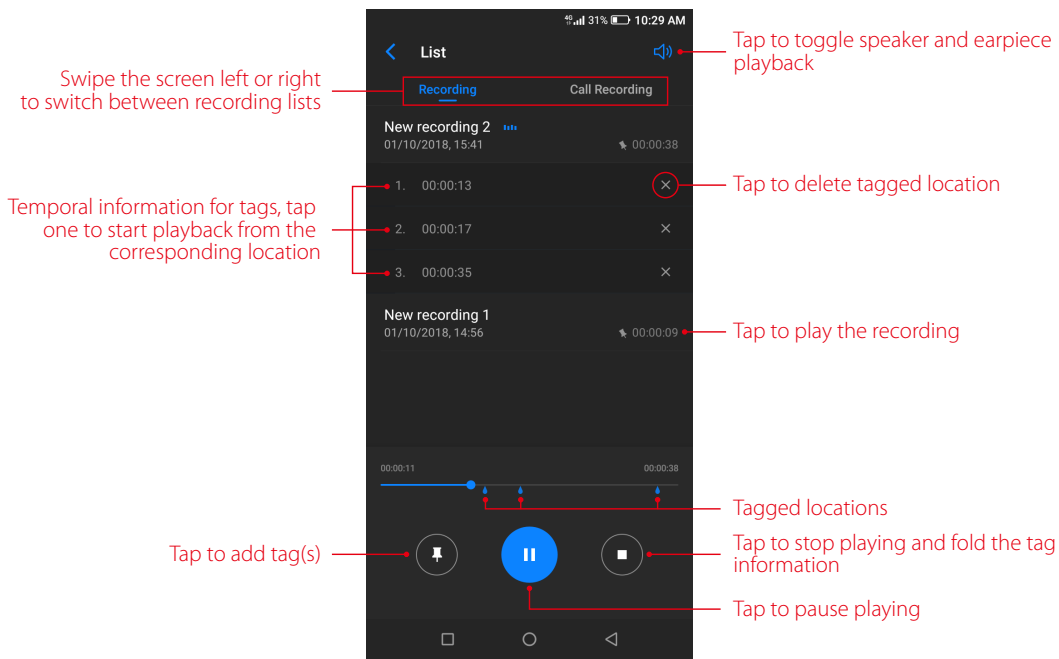 4G 31% 10:29 AM
List
Tap to toggle speaker and earpiece
playback
Swipe the screen left or right
to switch between recording lists
Recording Call Recording
New recording 2
01/10/2018, 15:41 00:00:38
1. 00:00:13
Tap to delete tagged location
Temporal information for tags, tap
one to start playback from the
corresponding location
2. 00:00:17
3. 00:00:35
New recording 1
01/10/2018, 14:56 00:00:09
Tap to play the recording
00:00:11 00:00:38
Tagged locations
Tap to add tag(s)
Tap to stop playing and fold the tag
information
Tap to pause playing